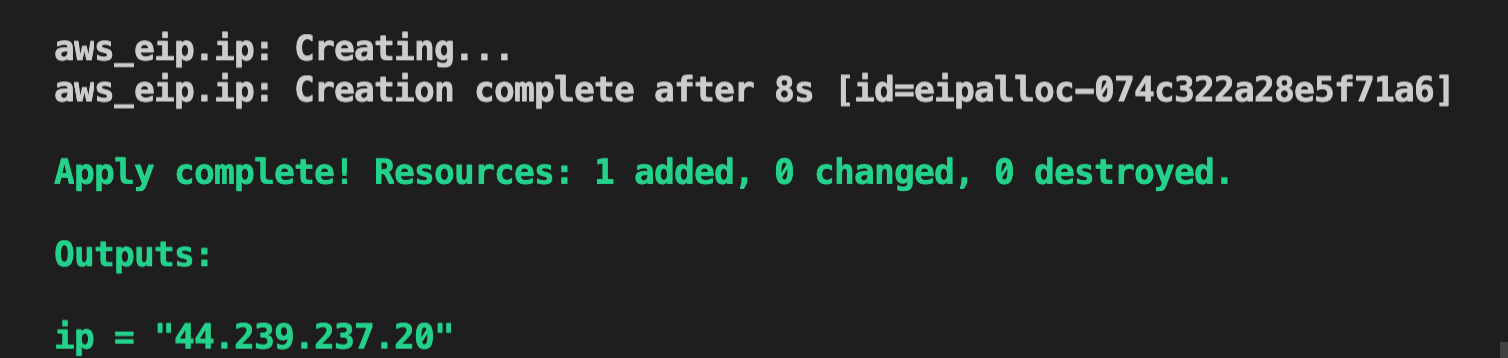 aws_eip.ip: Creating...
aws_eip.ip: Creation complete after 8s [id=eipalloc-074c322a28e5f71a6]
Apply complete! Resources: 1 added, 0 changed, 0 destroyed.
Outputs:
ip = "44.239.237.20"